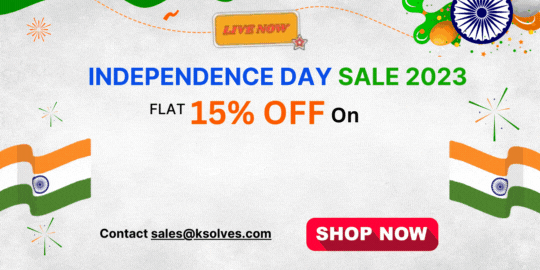 LIVE NOW
INDEPENDENCE DAY SALE 2023
FLAT 15% OFF On
Contact sales@ksolves.com
SHOP NOW